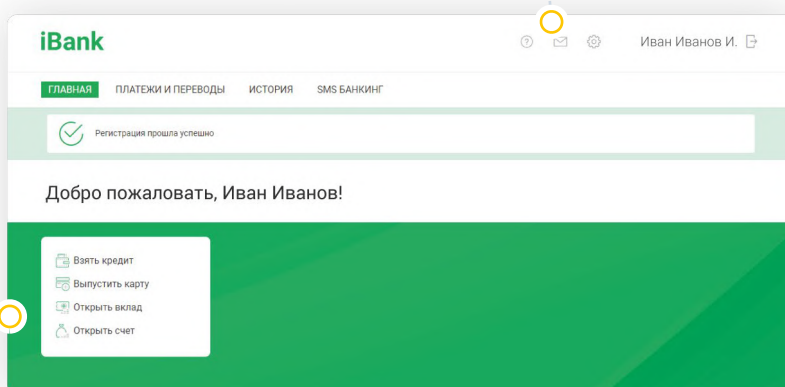 iBank
Иван Иванов И.
ГЛАВНАЯ ПЛАТЕЖИ И ПЕРЕВОДЫ ИСТОРИЯ SMS БАНКИНГ
Регистрация прошла успешно
Добро пожаловать, Иван Иванов!
Взять кредит
Выпустить карту
Открыть вклад
Открыть счет